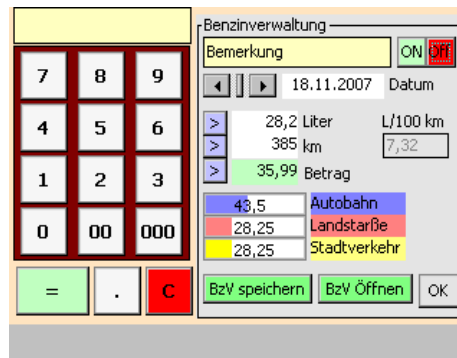 Benzinverwaltung
Bemerkung ON Off
18.11.2007 Datum
> 28,2 Liter L/100 km
> 385 km 7,32
> 35,99 Betrag
43,5 Autobahn
28,25 Landstarße
28,25 Stadtverkehr
BzV speichern BzV Öffnen OK
7 8 9
4 5 6
1 2 3
0 00 000
= . C